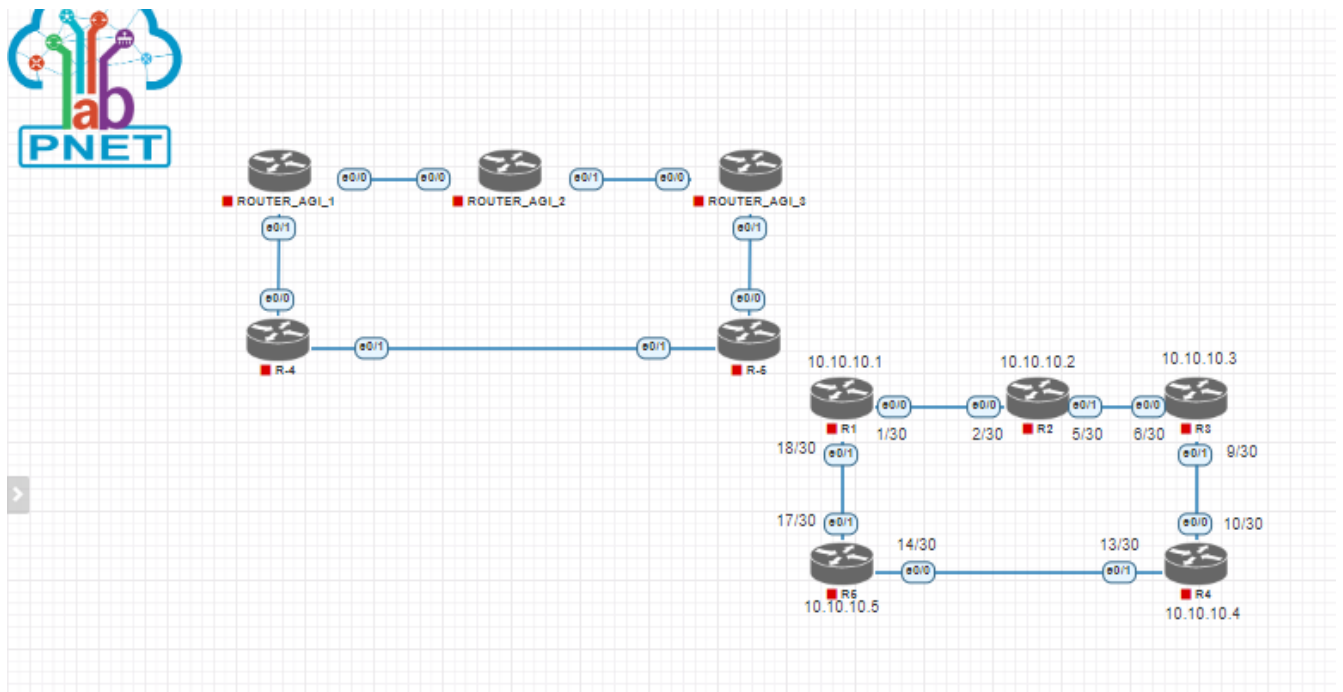 lab
PNET
e0/0 e0/0 e0/1 e0/0
ROUTER_AGI_1 ROUTER_AGI_2 ROUTER_AGI_3
e0/1 e0/1
e0/0 e0/0
e0/1 e0/1
R-4 R-5
10.10.10.1 10.10.10.2 10.10.10.3
e0/0 e0/0 e0/1 e0/0
R1 1/30 2/30 R2 5/30 6/30 R3
18/30 e0/1 e0/1 9/30
17/30 e0/1 e0/0 10/30
14/30 13/30
e0/0 e0/1
R5 R4
10.10.10.5 10.10.10.4